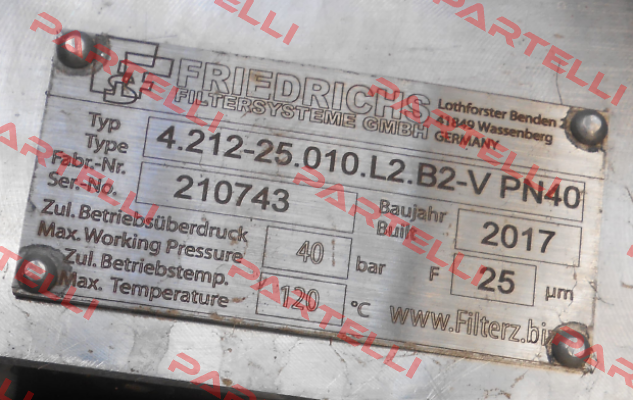 FSF FRIEDRICHS
FILTERSYSTEME GMBH
Lothforster Benden
41849 Wassenberg
GERMANY
Typ
Type
4.212-25.010.L2.B2-V PN40
Fabr.-Nr.
Ser.-No.
210743
Baujahr
Built
2017
Zul. Betriebsüberdruck
Max. Working Pressure
40
bar
F
25
µm
Zul. Betriebstemp.
Max. Temperature
120
°C
www.Filterz.biz
PARTELLI
PARTELLI
PARTELLI
PARTELLI
PARTELLI
PARTELLI
PARTELLI